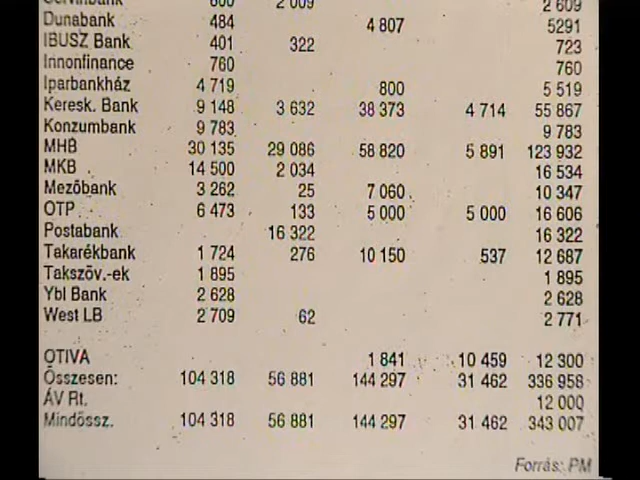 Servinbank 600 2 009 2 609
Dunabank 484 4 807 5291
IBUSZ Bank 401 322 723
Innonfinance 760 760
Iparbankház 4 719 800 5 519
Keresk. Bank 9 148 3 632 38 373 4 714 55 867
Konzumbank 9 783 9 783
MHB 30 135 29 086 58 820 5 891 123 932
MKB 14 500 2 034 16 534
Mezőbank 3 262 25 7 060 10 347
OTP 6 473 133 5 000 5 000 16 606
Postabank 16 322 16 322
Takarékbank 1 724 276 10 150 537 12 687
Takszöv.-ek 1 895 1 895
Ybl Bank 2 628 2 628
West LB 2 709 62 2 771
OTIVA 1 841 10 459 12 300
Összesen: 104 318 56 881 144 297 31 462 336 958
ÁV Rt. 12 000
Mindössz. 104 318 56 881 144 297 31 462 343 007
Forrás: PM